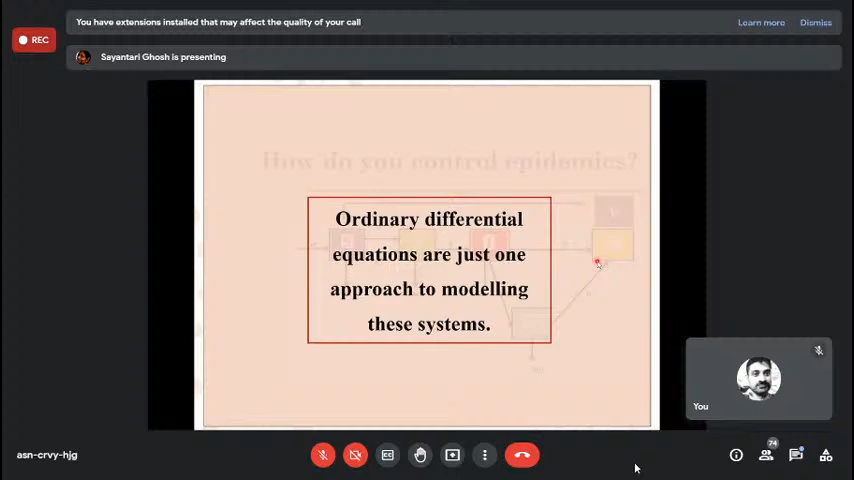 You have extensions installed that may affect the quality of your call
Learn more
Dismiss
REC
Sayantari Ghosh is presenting
How do you control epidemics?
Ordinary differential
equations are just one
approach to modelling
these systems.
You
asn-crvy-hjg
74